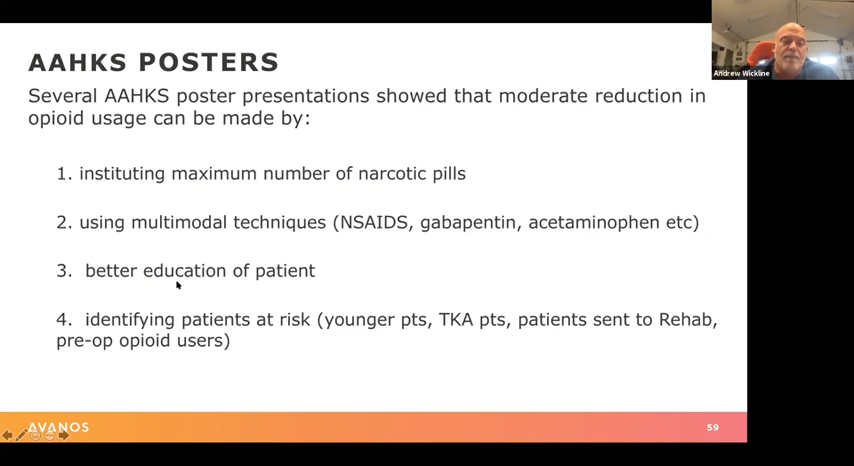 AAHKS POSTERS
Several AAHKS poster presentations showed that moderate reduction in
opioid usage can be made by:
1. instituting maximum number of narcotic pills
2. using multimodal techniques (NSAIDS, gabapentin, acetaminophen etc)
3. better education of patient
4. identifying patients at risk (younger pts, TKA pts, patients sent to Rehab,
pre-op opioid users)
AVANOS
59
Andrew Wickline